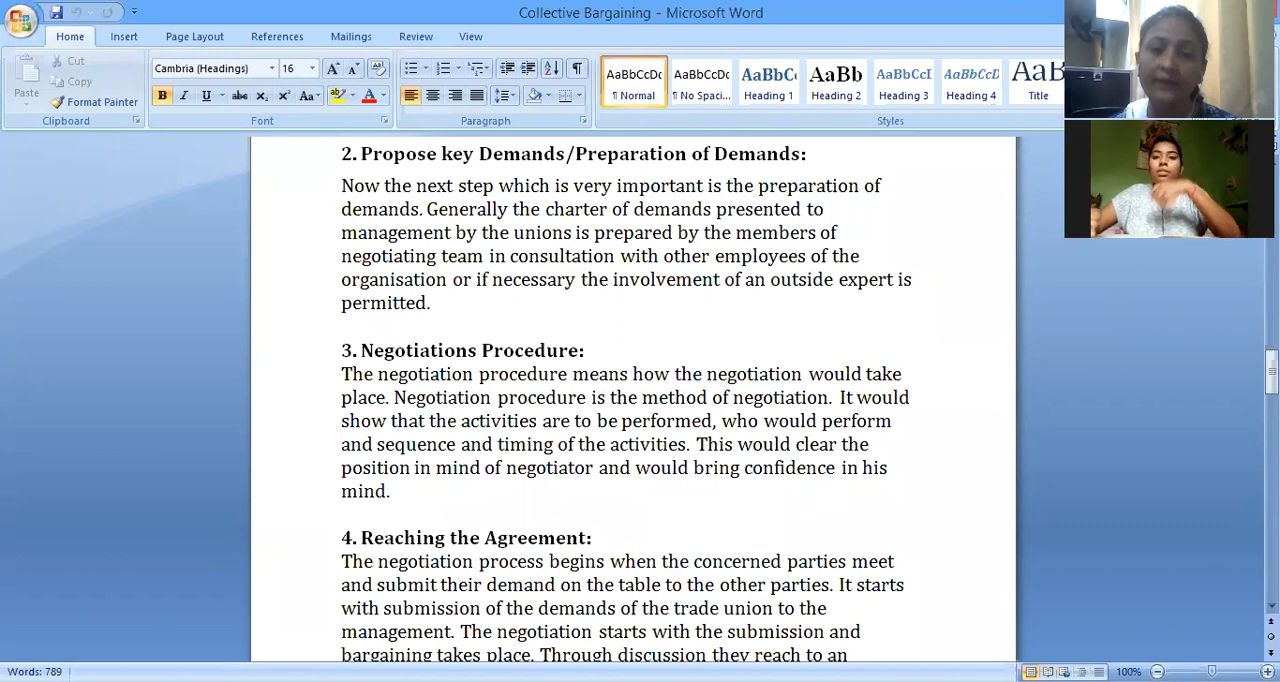 Collective Bargaining - Microsoft Word
Home Insert Page Layout References Mailings Review View
Paste
Cut
Copy
Format Painter
Clipboard
Cambria (Headings) 16
Font
Paragraph
AaBbCcDc AaBbCcDc AaBbC AaBb AaBbCcI AaBbCcD AaB
¶ Normal ¶ No Spaci... Heading 1 Heading 2 Heading 3 Heading 4 Title
Styles
2. Propose key Demands/Preparation of Demands:
Now the next step which is very important is the preparation of
demands. Generally the charter of demands presented to
management by the unions is prepared by the members of
negotiating team in consultation with other employees of the
organisation or if necessary the involvement of an outside expert is
permitted.
3. Negotiations Procedure:
The negotiation procedure means how the negotiation would take
place. Negotiation procedure is the method of negotiation. It would
show that the activities are to be performed, who would perform
and sequence and timing of the activities. This would clear the
position in mind of negotiator and would bring confidence in his
mind.
4. Reaching the Agreement:
The negotiation process begins when the concerned parties meet
and submit their demand on the table to the other parties. It starts
with submission of the demands of the trade union to the
management. The negotiation starts with the submission and
bargaining takes place. Through discussion they reach to an
Words: 789
100%